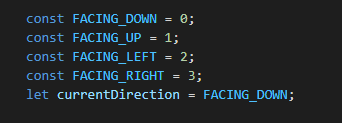 const FACING_DOWN = 0;
const FACING_UP = 1;
const FACING_LEFT = 2;
const FACING_RIGHT = 3;
let currentDirection = FACING_DOWN;